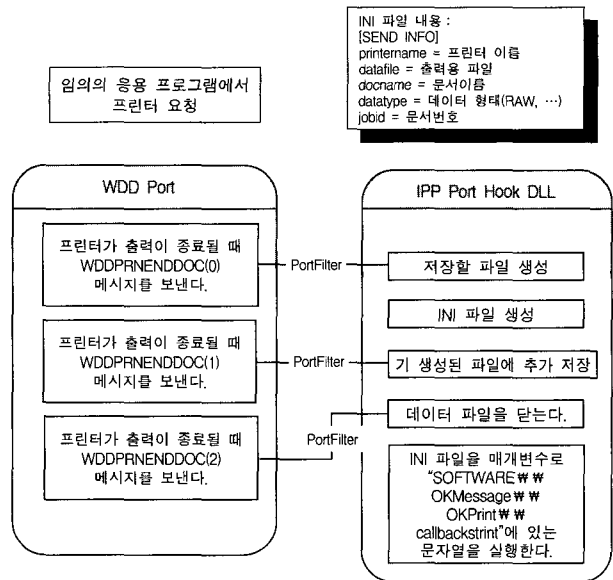 임의의 응용 프로그램에서
프린터 요청
INI 파일 내용 :
[SEND INFO]
printername = 프린터 이름
datafile = 출력용 파일
docname = 문서이름
datatype = 데이터 형태(RAW, …)
jobid = 문서번호
WDD Port
프린터가 출력이 종료될 때
WDDPRNENDDOC(0)
메시지를 보낸다.
프린터가 출력이 종료될 때
WDDPRNENDDOC(1)
메시지를 보낸다.
프린터가 출력이 종료될 때
WDDPRNENDDOC(2)
메시지를 보낸다.
PortFilter
PortFilter
PortFilter
IPP Port Hook DLL
저장할 파일 생성
INI 파일 생성
기 생성된 파일에 추가 저장
데이터 파일을 닫는다.
INI 파일을 매개변수로
“SOFTWARE₩₩
OKMessage₩₩
OKPrint₩₩
callbackstrint”에 있는
문자열을 실행한다.